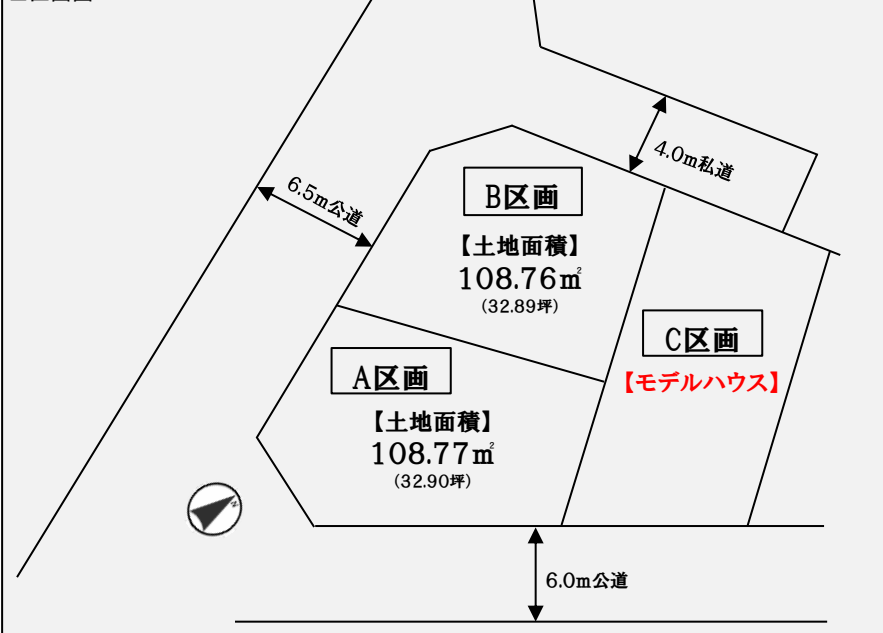 4.0m私道
6.5m公道
B区画
【土地面積】
108.76㎡
(32.89坪)
C区画
【モデルハウス】
A区画
【土地面積】
108.77㎡
(32.90坪)
N
6.0m公道